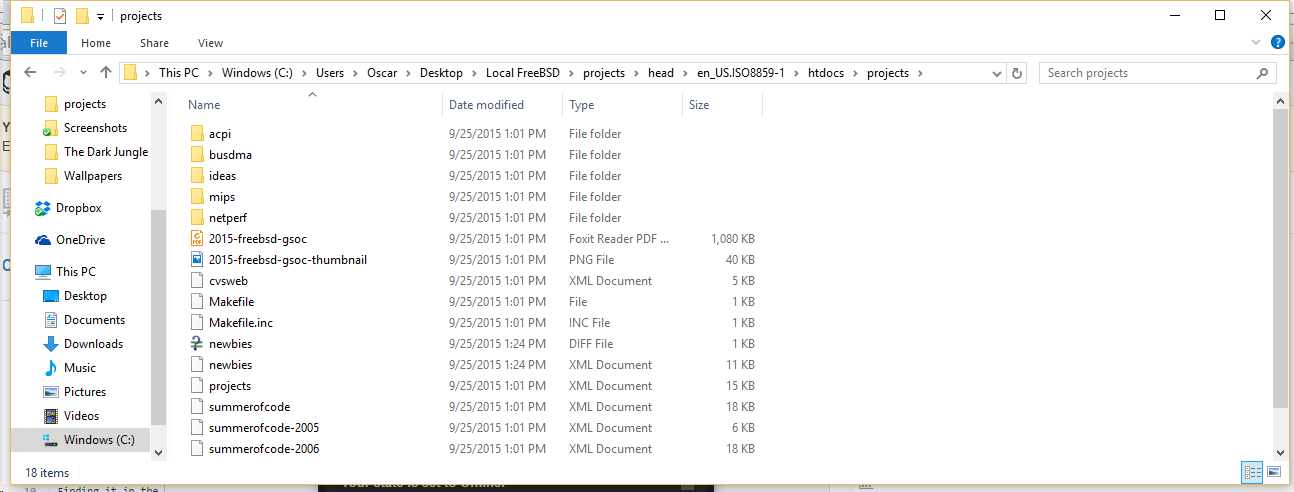 projects
File Home Share View
This PC Windows (C:) Users Oscar Desktop Local FreeBSD projects head en_US.ISO8859-1 htdocs projects Search projects
projects
Screenshots
The Dark Jungle
Wallpapers
Dropbox
OneDrive
This PC
Desktop
Documents
Downloads
Music
Pictures
Videos
Windows (C:)
Name Date modified Type Size
acpi 9/25/2015 1:01 PM File folder
busdma 9/25/2015 1:01 PM File folder
ideas 9/25/2015 1:01 PM File folder
mips 9/25/2015 1:01 PM File folder
netperf 9/25/2015 1:01 PM File folder
2015-freebsd-gsoc 9/25/2015 1:01 PM Foxit Reader PDF ... 1,080 KB
2015-freebsd-gsoc-thumbnail 9/25/2015 1:01 PM PNG File 40 KB
cvsweb 9/25/2015 1:01 PM XML Document 5 KB
Makefile 9/25/2015 1:01 PM File 1 KB
Makefile.inc 9/25/2015 1:01 PM INC File 1 KB
newbies 9/25/2015 1:24 PM DIFF File 1 KB
newbies 9/25/2015 1:24 PM XML Document 11 KB
projects 9/25/2015 1:01 PM XML Document 15 KB
summerofcode 9/25/2015 1:01 PM XML Document 18 KB
summerofcode-2005 9/25/2015 1:01 PM XML Document 6 KB
summerofcode-2006 9/25/2015 1:01 PM XML Document 18 KB
18 items